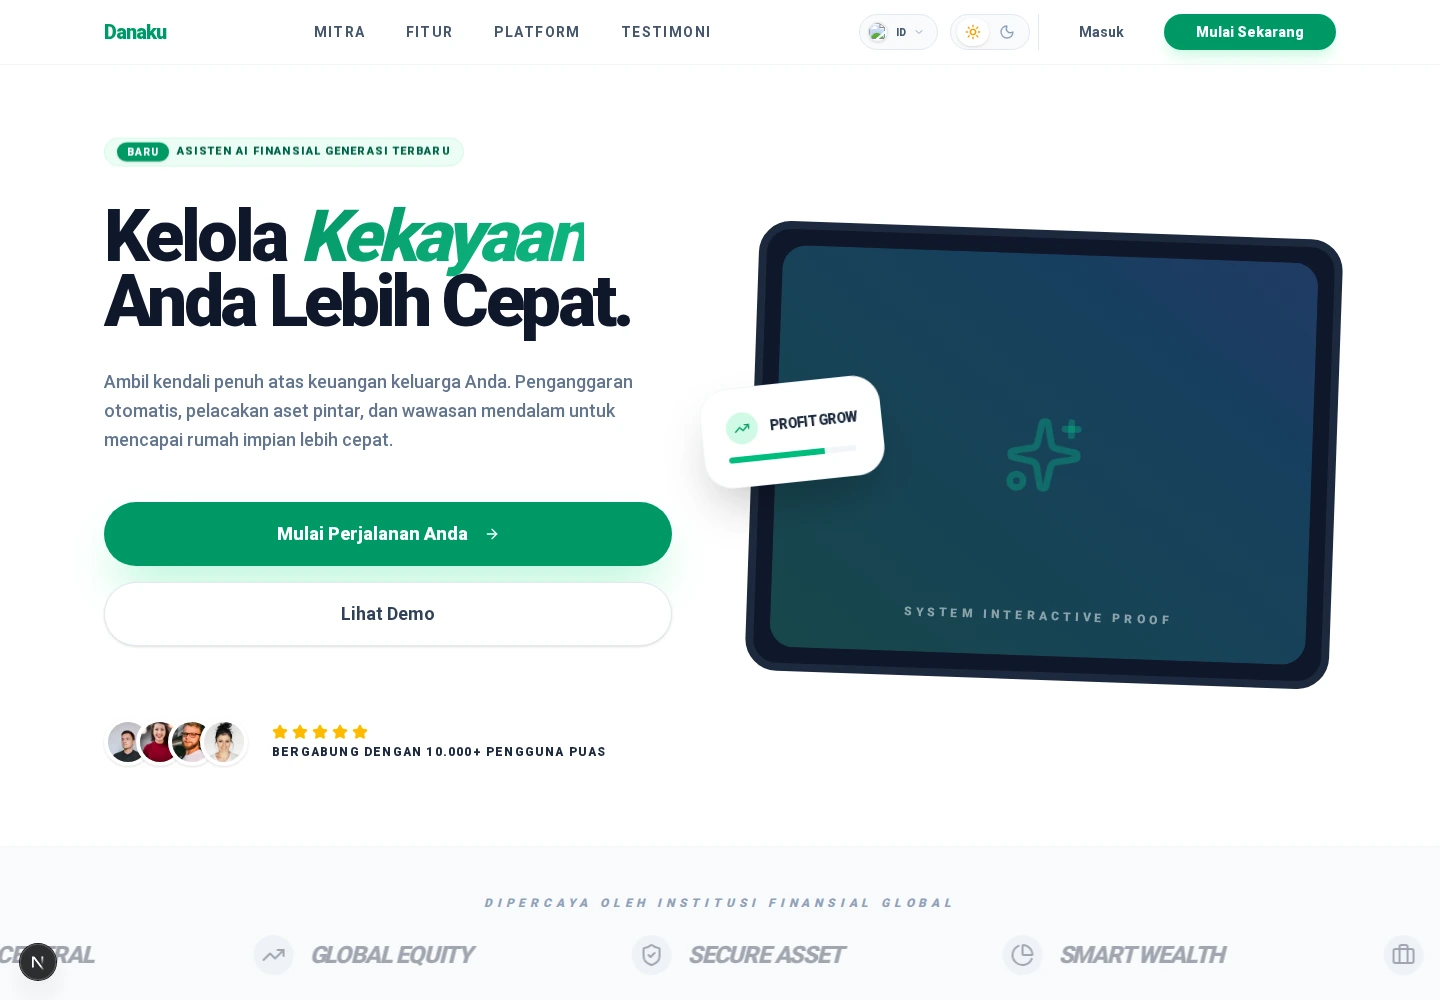 Danaku
MITRA
FITUR
PLATFORM
TESTIMONI
ID
Masuk
Mulai Sekarang
BARU
ASISTEN AI FINANSIAL GENERASI TERBARU
Kelola Kekayaan
Anda Lebih Cepat.
Ambil kendali penuh atas keuangan keluarga Anda. Penganggaran
otomatis, pelacakan aset pintar, dan wawasan mendalam untuk
mencapai rumah impian lebih cepat.
Mulai Perjalanan Anda
Lihat Demo
BERGABUNG DENGAN 10.000+ PENGGUNA PUAS
PROFIT GROW
SYSTEM INTERACTIVE PROOF
DIPERCAYA OLEH INSTITUSI FINANSIAL GLOBAL
GLOBAL EQUITY
SECURE ASSET
SMART WEALTH
N